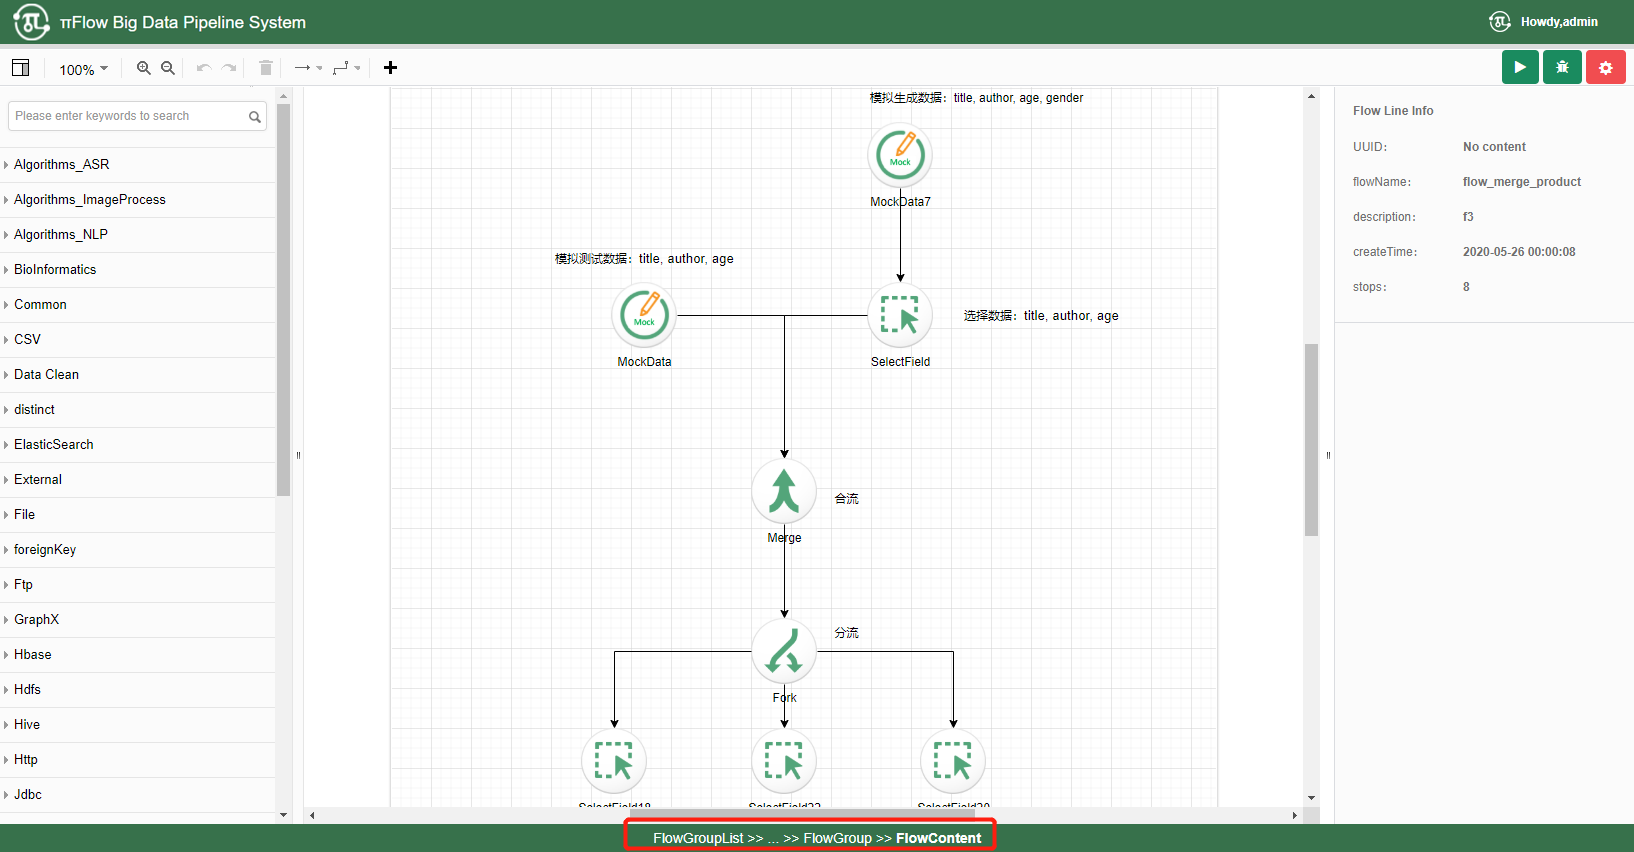 πFlow Big Data Pipeline System
Howdy,admin
100%
Please enter keywords to search
Algorithms_ASR
Algorithms_ImageProcess
Algorithms_NLP
BioInformatics
Common
CSV
Data Clean
distinct
ElasticSearch
External
File
foreignKey
Ftp
GraphX
Hbase
Hdfs
Hive
Http
Jdbc
模拟生成数据：title, author, age, gender
Mock
MockData7
模拟测试数据：title, author, age
Mock
MockData
SelectField
选择数据：title, author, age
合流
Merge
分流
Fork
SelectField18
SelectField22
SelectField20
Flow Line Info
UUID: No content
flowName: flow_merge_product
description: f3
createTime: 2020-05-26 00:00:08
stops: 8
FlowGroupList >> ... >> FlowGroup >> FlowContent